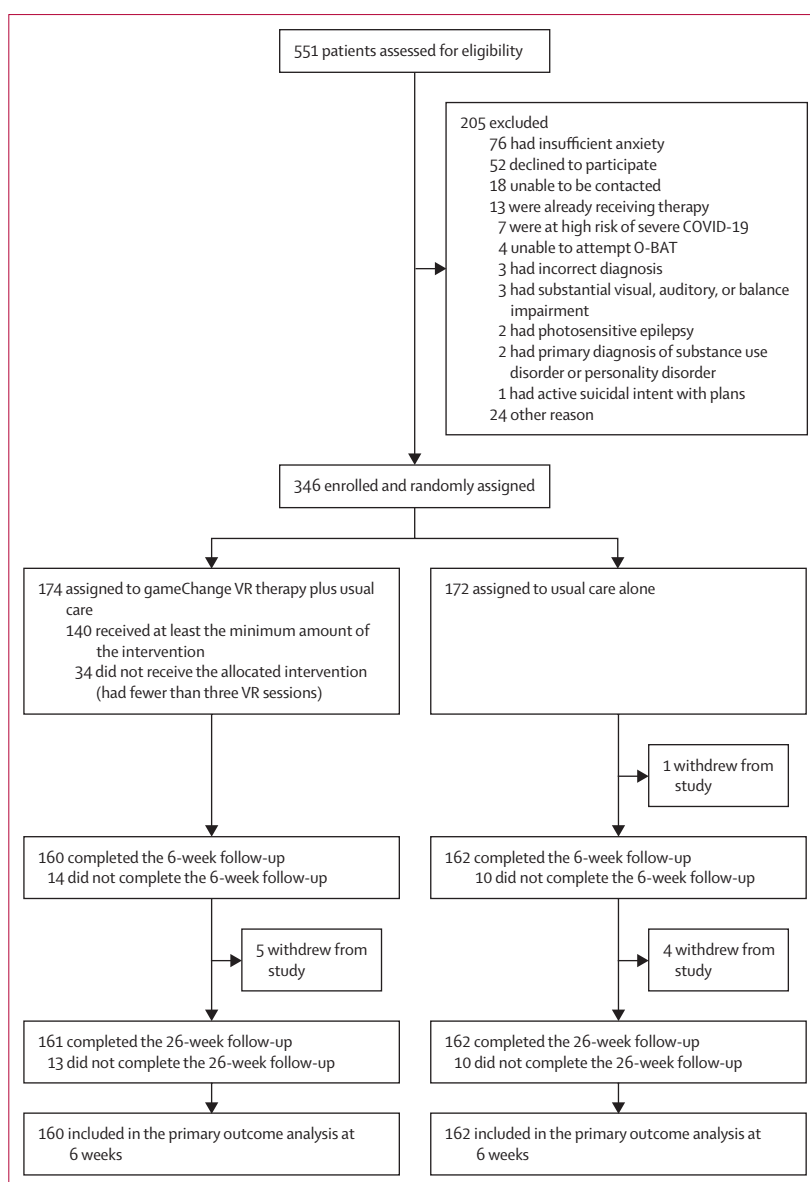 551 patients assessed for eligibility
205 excluded
76 had insufficient anxiety
52 declined to participate
18 unable to be contacted
13 were already receiving therapy
7 were at high risk of severe COVID-19
4 unable to attempt O-BAT
3 had incorrect diagnosis
3 had substantial visual, auditory, or balance
impairment
2 had photosensitive epilepsy
2 had primary diagnosis of substance use
disorder or personality disorder
1 had active suicidal intent with plans
24 other reason
346 enrolled and randomly assigned
174 assigned to gameChange VR therapy plus usual
care
140 received at least the minimum amount of
the intervention
34 did not receive the allocated intervention
(had fewer than three VR sessions)
172 assigned to usual care alone
1 withdrew from
study
160 completed the 6-week follow-up
14 did not complete the 6-week follow-up
162 completed the 6-week follow-up
10 did not complete the 6-week follow-up
5 withdrew from
study
4 withdrew from
study
161 completed the 26-week follow-up
13 did not complete the 26-week follow-up
162 completed the 26-week follow-up
10 did not complete the 26-week follow-up
160 included in the primary outcome analysis at
6 weeks
162 included in the primary outcome analysis at
6 weeks